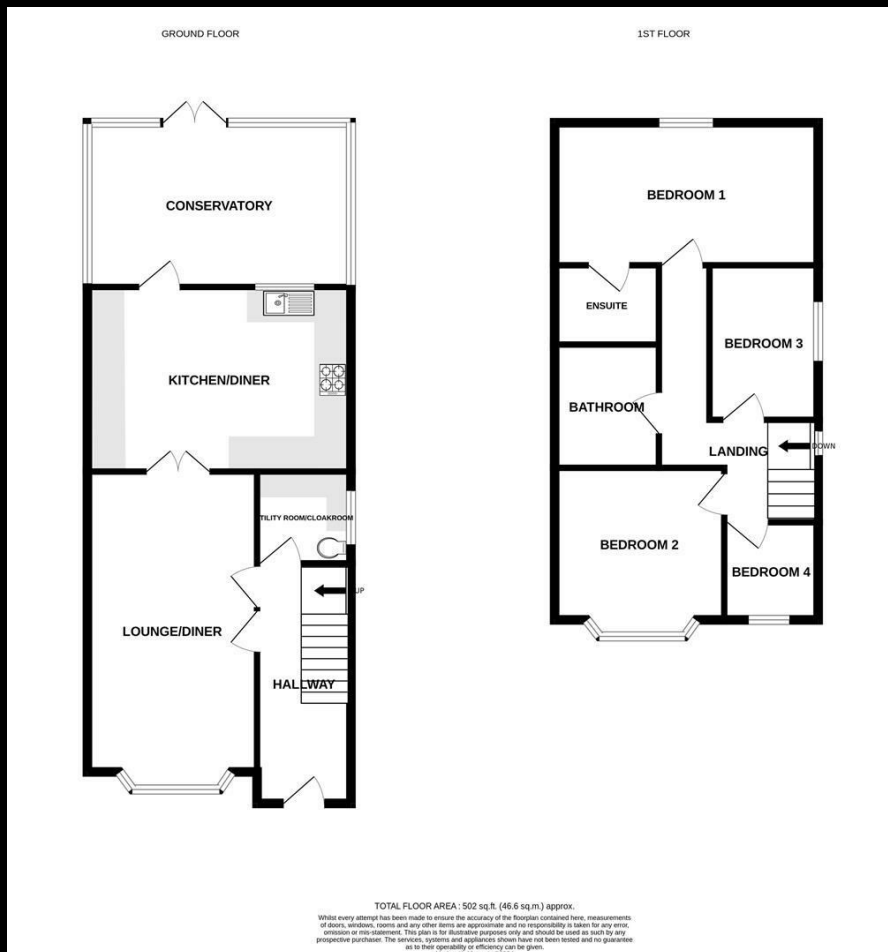 GROUND FLOOR
1ST FLOOR
CONSERVATORY
KITCHEN/DINER
TILITY ROOM/CLOAKROOM
UP
LOUNGE/DINER
HALLWAY
BEDROOM 1
ENSUITE
BEDROOM 3
BATHROOM
LANDING
DOWN
BEDROOM 2
BEDROOM 4
TOTAL FLOOR AREA : 502 sq.ft. (46.6 sq.m.) approx.
Whilst every attempt has been made to ensure the accuracy of the floorplan contained here, measurements
of doors, windows, rooms and any other items are approximate and no responsibility is taken for any error,
omission or mis-statement. This plan is for illustrative purposes only and should be used as such by any
prospective purchaser. The services, systems and appliances shown have not been tested and no guarantee
as to their operability or efficiency can be given.